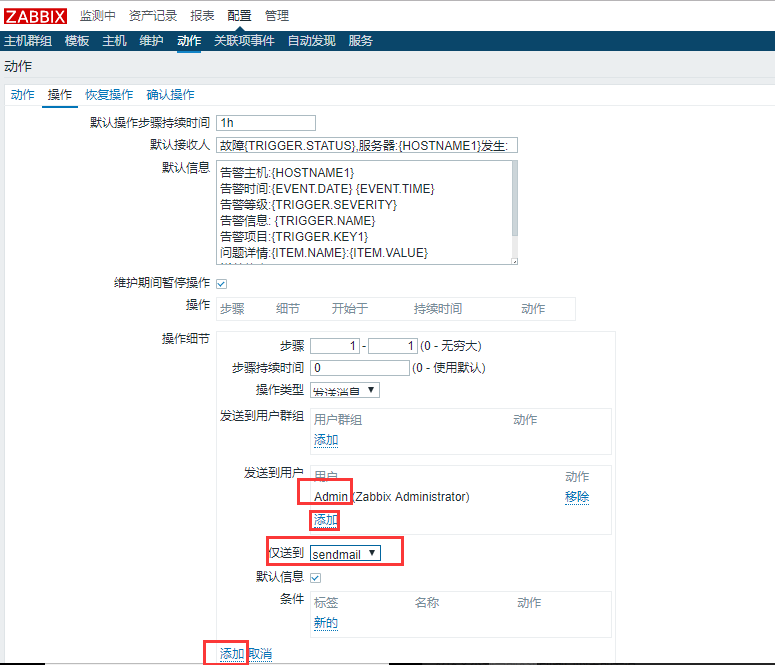 ZABBIX 监测中 资产记录 报表 配置 管理
主机群组 模板 主机 维护 动作 关联项事件 自动发现 服务
动作
动作 操作 恢复操作 确认操作
默认操作步骤持续时间 1h
默认接收人 故障{TRIGGER.STATUS},服务器:{HOSTNAME1}发生:
默认信息 告警主机:{HOSTNAME1}
告警时间:{EVENT.DATE} {EVENT.TIME}
告警等级:{TRIGGER.SEVERITY}
告警信息: {TRIGGER.NAME}
告警项目:{TRIGGER.KEY1}
问题详情:{ITEM.NAME}:{ITEM.VALUE}
维护期间暂停操作
操作 步骤 细节 开始于 持续时间 动作
操作细节
步骤 1 - 1 (0 - 无穷大)
步骤持续时间 0 (0 - 使用默认)
操作类型 发送消息
发送到用户群组 用户群组 动作
添加
发送到用户 用户 动作
Admin (Zabbix Administrator) 移除
添加
仅送到 sendmail
默认信息
条件 标签 名称 动作
新的
添加 取消